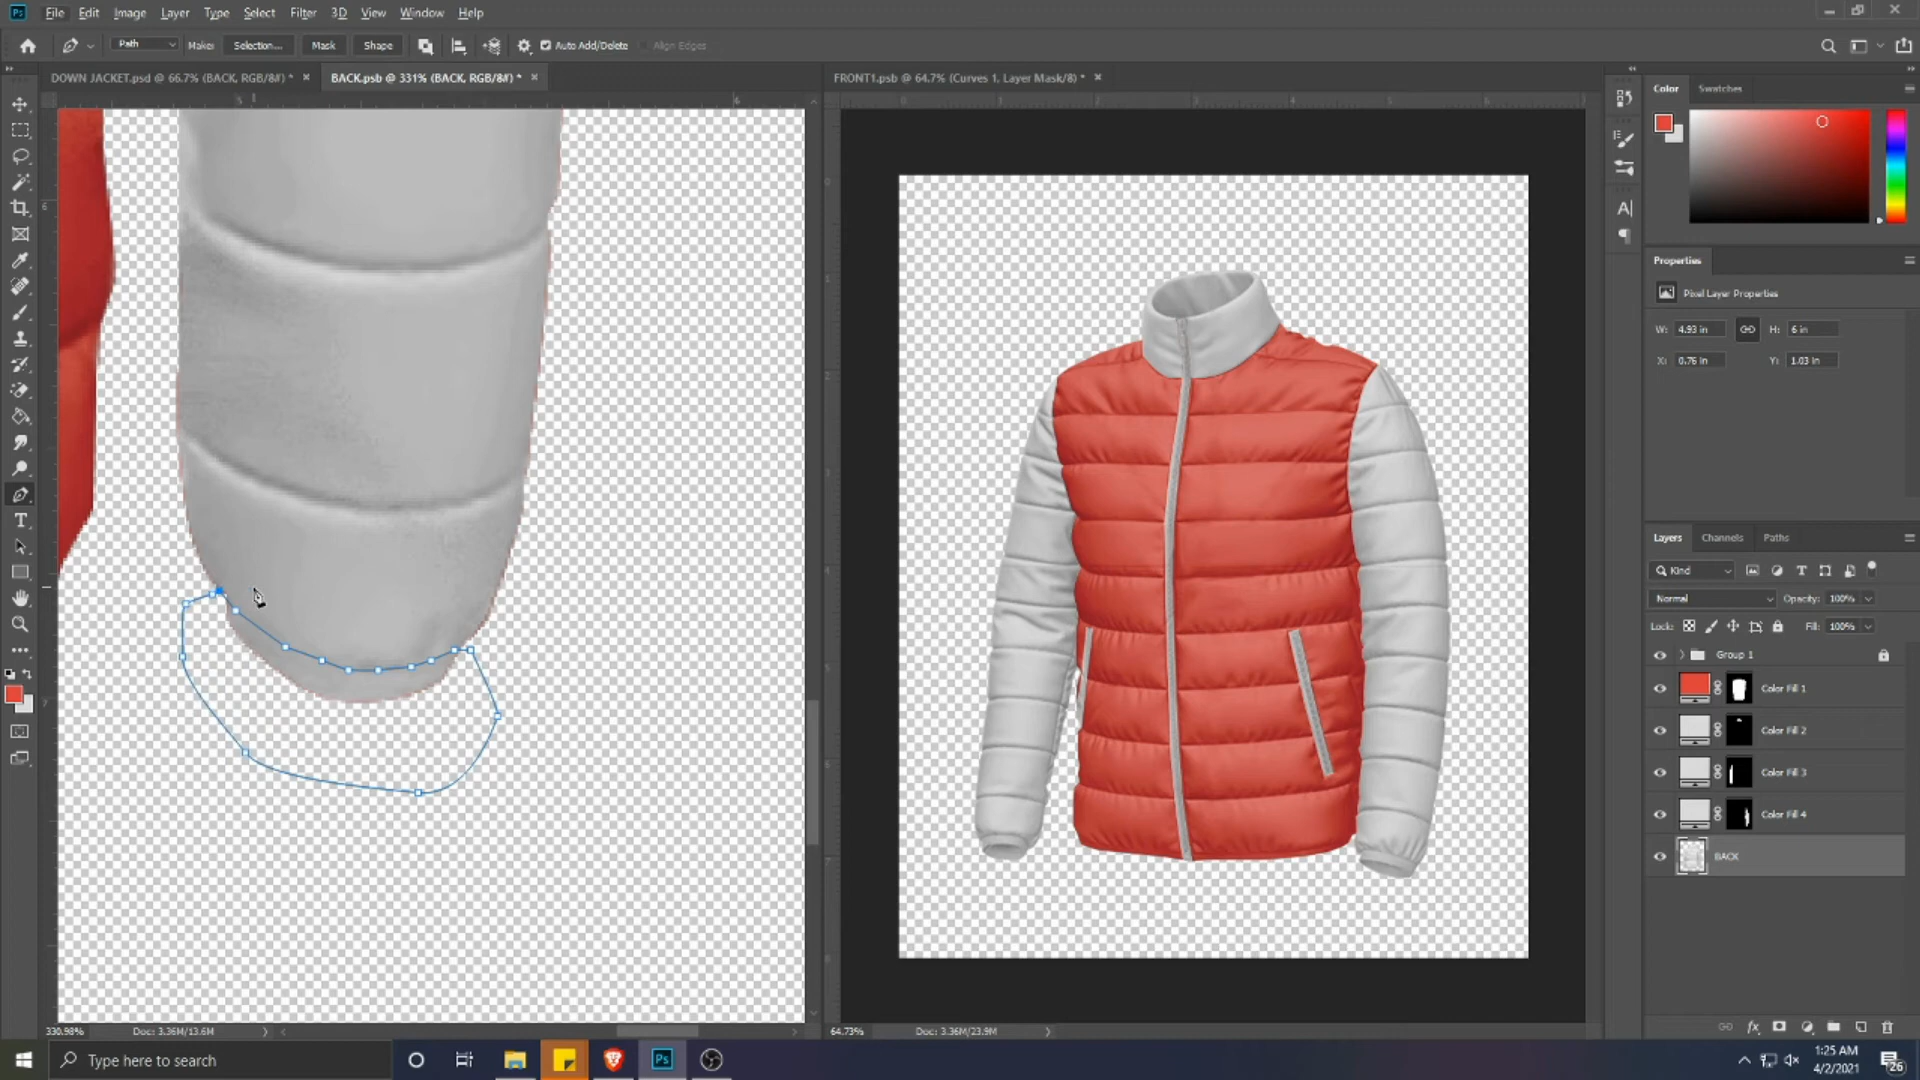 File Edit Image Layer Type Select Filter 3D View Window Help
Path Make: Selection... Mask Shape Auto Add/Delete Align Edges
DOWN JACKET.psd @ 66.7% (BACK, RGB/8#) * × BACK.psb @ 331% (BACK, RGB/8#) * × FRONT1.psb @ 64.7% (Curves 1, Layer Mask/8) * ×
Color Swatches
Properties
Pixel Layer Properties
W: 4.93 in H: 6 in
X: 0.76 in Y: 1.03 in
Layers Channels Paths
Kind
Normal Opacity: 100%
Lock: Fill: 100%
Group 1
Color Fill 1
Color Fill 2
Color Fill 3
Color Fill 4
BACK
330.98% Doc: 3.36M/13.6M 64.73% Doc: 3.36M/23.9M
Type here to search
1:25 AM
4/2/2021
26